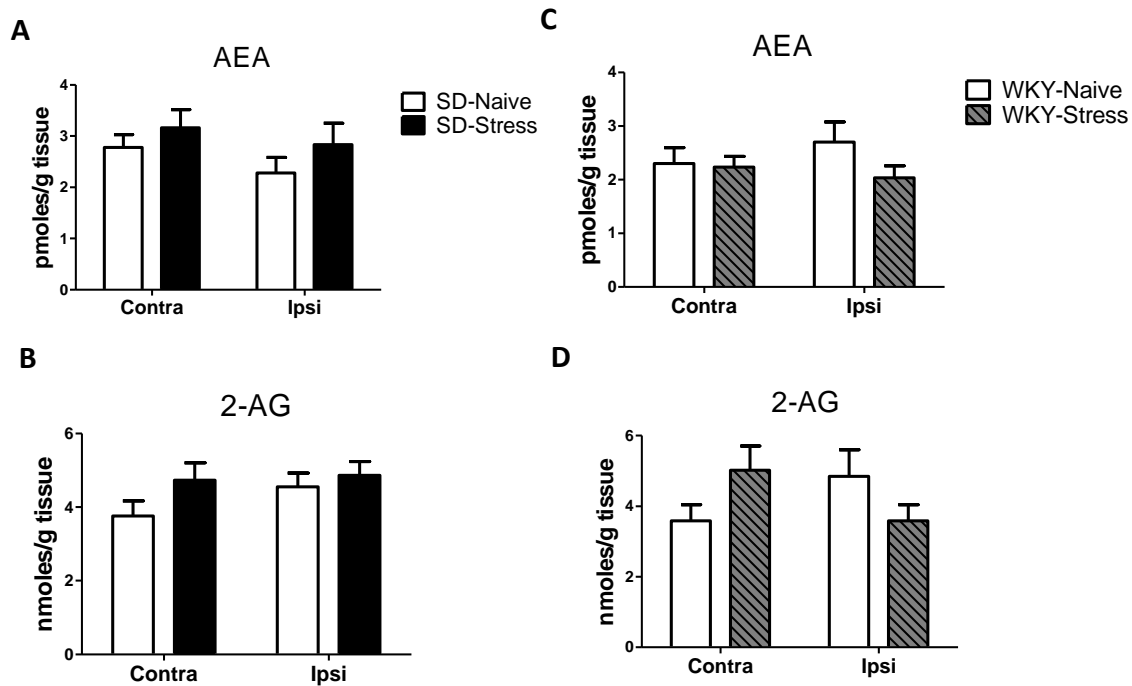 A
AEA
pmoles/g tissue
4
3
2
1
0
Contra
Ipsi
SD-Naive
SD-Stress
C
AEA
pmoles/g tissue
4
3
2
1
0
Contra
Ipsi
WKY-Naive
WKY-Stress
B
2-AG
nmoles/g tissue
6
4
2
0
Contra
Ipsi
D
2-AG
nmoles/g tissue
6
4
2
0
Contra
Ipsi